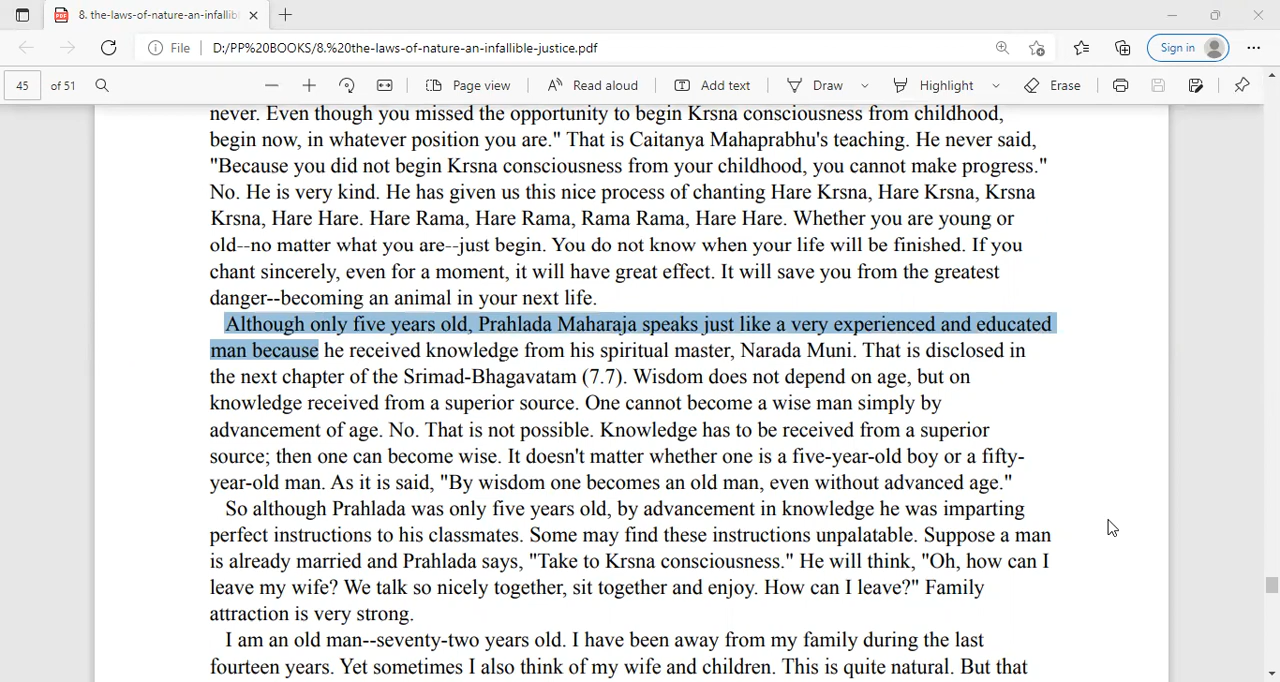 8. the-laws-of-nature-an-infallib
File D:/PP%20BOOKS/8.%20the-laws-of-nature-an-infallible-justice.pdf Sign in
45 of 51 Page view Read aloud Add text Draw Highlight Erase
never. Even though you missed the opportunity to begin Krsna consciousness from childhood,
begin now, in whatever position you are." That is Caitanya Mahaprabhu's teaching. He never said,
"Because you did not begin Krsna consciousness from your childhood, you cannot make progress."
No. He is very kind. He has given us this nice process of chanting Hare Krsna, Hare Krsna, Krsna
Krsna, Hare Hare. Hare Rama, Hare Rama, Rama Rama, Hare Hare. Whether you are young or
old--no matter what you are--just begin. You do not know when your life will be finished. If you
chant sincerely, even for a moment, it will have great effect. It will save you from the greatest
danger--becoming an animal in your next life.
Although only five years old, Prahlada Maharaja speaks just like a very experienced and educated
man because he received knowledge from his spiritual master, Narada Muni. That is disclosed in
the next chapter of the Srimad-Bhagavatam (7.7). Wisdom does not depend on age, but on
knowledge received from a superior source. One cannot become a wise man simply by
advancement of age. No. That is not possible. Knowledge has to be received from a superior
source; then one can become wise. It doesn't matter whether one is a five-year-old boy or a fifty-
year-old man. As it is said, "By wisdom one becomes an old man, even without advanced age."
So although Prahlada was only five years old, by advancement in knowledge he was imparting
perfect instructions to his classmates. Some may find these instructions unpalatable. Suppose a man
is already married and Prahlada says, "Take to Krsna consciousness." He will think, "Oh, how can I
leave my wife? We talk so nicely together, sit together and enjoy. How can I leave?" Family
attraction is very strong.
I am an old man--seventy-two years old. I have been away from my family during the last
fourteen years. Yet sometimes I also think of my wife and children. This is quite natural. But that